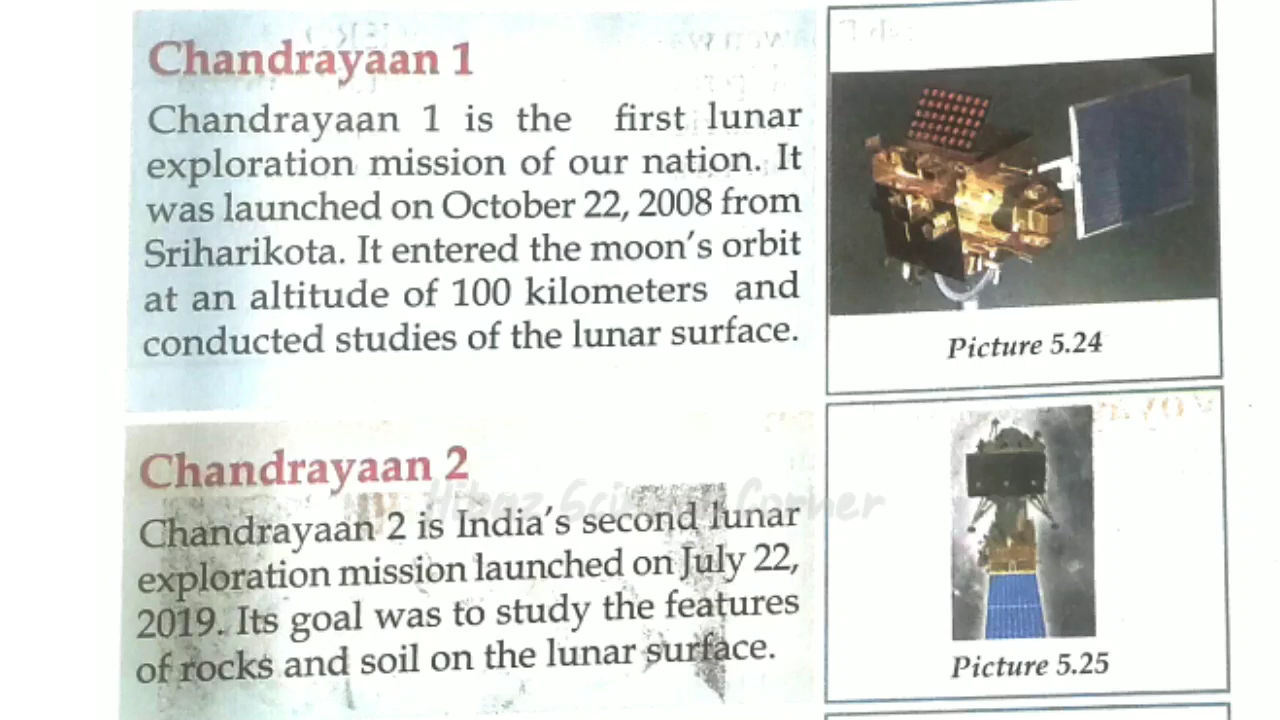 Chandrayaan 1
Chandrayaan 1 is the first lunar
exploration mission of our nation. It
was launched on October 22, 2008 from
Sriharikota. It entered the moon's orbit
at an altitude of 100 kilometers and
conducted studies of the lunar surface.
Picture 5.24
Chandrayaan 2
Hibaz Science Corner
Chandrayaan 2 is India's second lunar
exploration mission launched on July 22,
2019. Its goal was to study the features
of rocks and soil on the lunar surface.
Picture 5.25